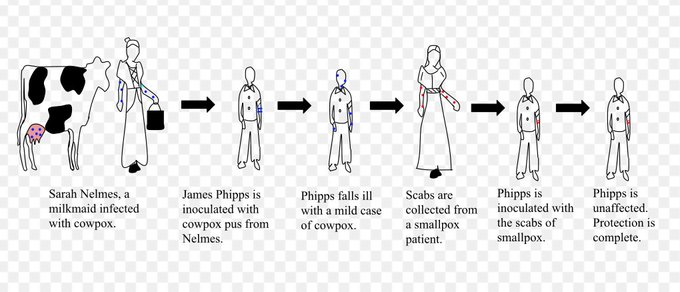 Sarah Nelmes, a
milkmaid infected
with cowpox.
James Phipps is
inoculated with
cowpox pus from
Nelmes.
Phipps falls ill
with a mild case
of cowpox.
Scabs are
collected from
a smallpox
patient.
Phipps is
inoculated with
the scabs of
smallpox.
Phipps is
unaffected.
Protection is
complete.